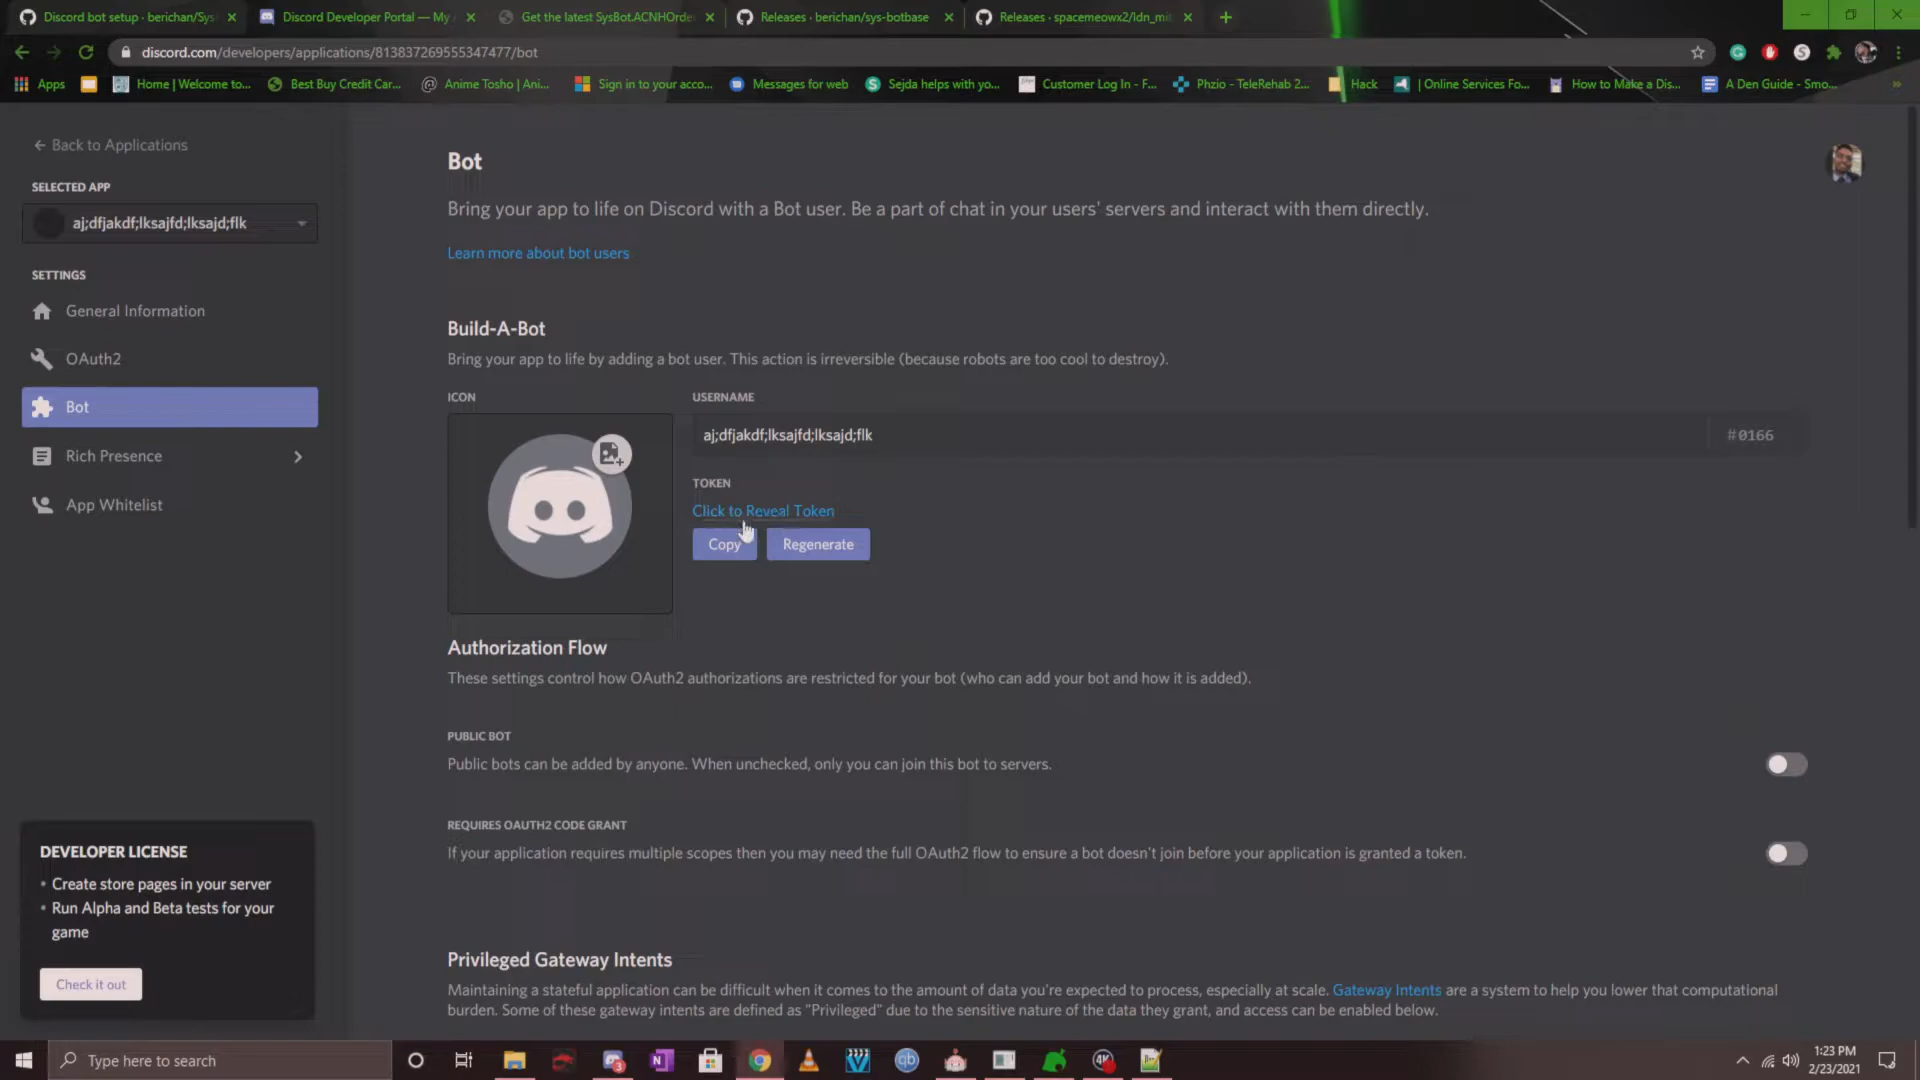 Discord bot setup · berichan/Sys
Discord Developer Portal — My
Get the latest SysBot.ACNHOrde
Releases · berichan/sys-botbase
Releases · spacemeowx2/ldn_mit
discord.com/developers/applications/813837269555347477/bot
Apps
Home | Welcome to...
Best Buy Credit Car...
Anime Tosho | Ani...
Sign in to your acco...
Messages for web
Sejda helps with yo...
Customer Log In - F...
Phzio - TeleRehab 2...
Hack
| Online Services Fo...
How to Make a Dis...
A Den Guide - Smo...
»
← Back to Applications
SELECTED APP
aj;dfjakdf;lksajfd;lksajd;flk
SETTINGS
General Information
OAuth2
Bot
Rich Presence
App Whitelist
DEVELOPER LICENSE
• Create store pages in your server
• Run Alpha and Beta tests for your
game
Check it out
Bot
Bring your app to life on Discord with a Bot user. Be a part of chat in your users' servers and interact with them directly.
Learn more about bot users
Build-A-Bot
Bring your app to life by adding a bot user. This action is irreversible (because robots are too cool to destroy).
ICON
USERNAME
aj;dfjakdf;lksajfd;lksajd;flk
#0166
TOKEN
Click to Reveal Token
Copy
Regenerate
Authorization Flow
These settings control how OAuth2 authorizations are restricted for your bot (who can add your bot and how it is added).
PUBLIC BOT
Public bots can be added by anyone. When unchecked, only you can join this bot to servers.
REQUIRES OAUTH2 CODE GRANT
If your application requires multiple scopes then you may need the full OAuth2 flow to ensure a bot doesn't join before your application is granted a token.
Privileged Gateway Intents
Maintaining a stateful application can be difficult when it comes to the amount of data you're expected to process, especially at scale. Gateway Intents are a system to help you lower that computational
burden. Some of these gateway intents are defined as "Privileged" due to the sensitive nature of the data they grant, and access can be enabled below.
Type here to search
3
N
qb
4K
1:23 PM
2/23/2021